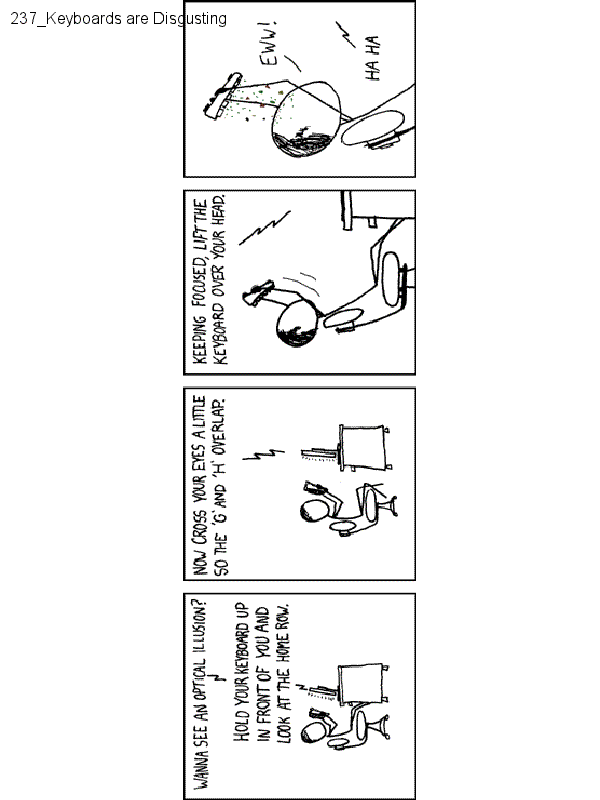 237_Keyboards are Disgusting
WANNA SEE AN OPTICAL ILLUSION?
HOLD YOUR KEYBOARD UP
IN FRONT OF YOU AND
LOOK AT THE HOME ROW.
NOW CROSS YOUR EYES A LITTLE
SO THE 'G' AND 'H' OVERLAP.
KEEPING FOCUSED, LIFT THE
KEYBOARD OVER YOUR HEAD.
EWW!
HA HA